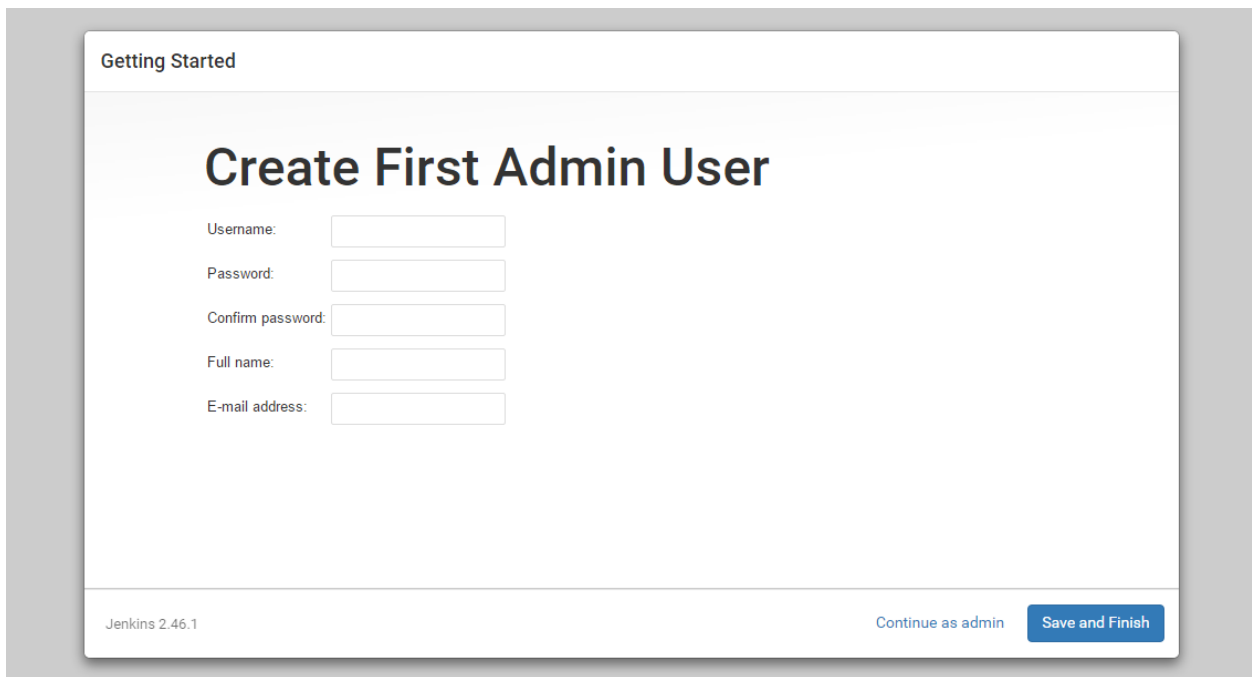 Getting Started
Create First Admin User
Username:
Password:
Confirm password:
Full name:
E-mail address:
Jenkins 2.46.1
Continue as admin
Save and Finish